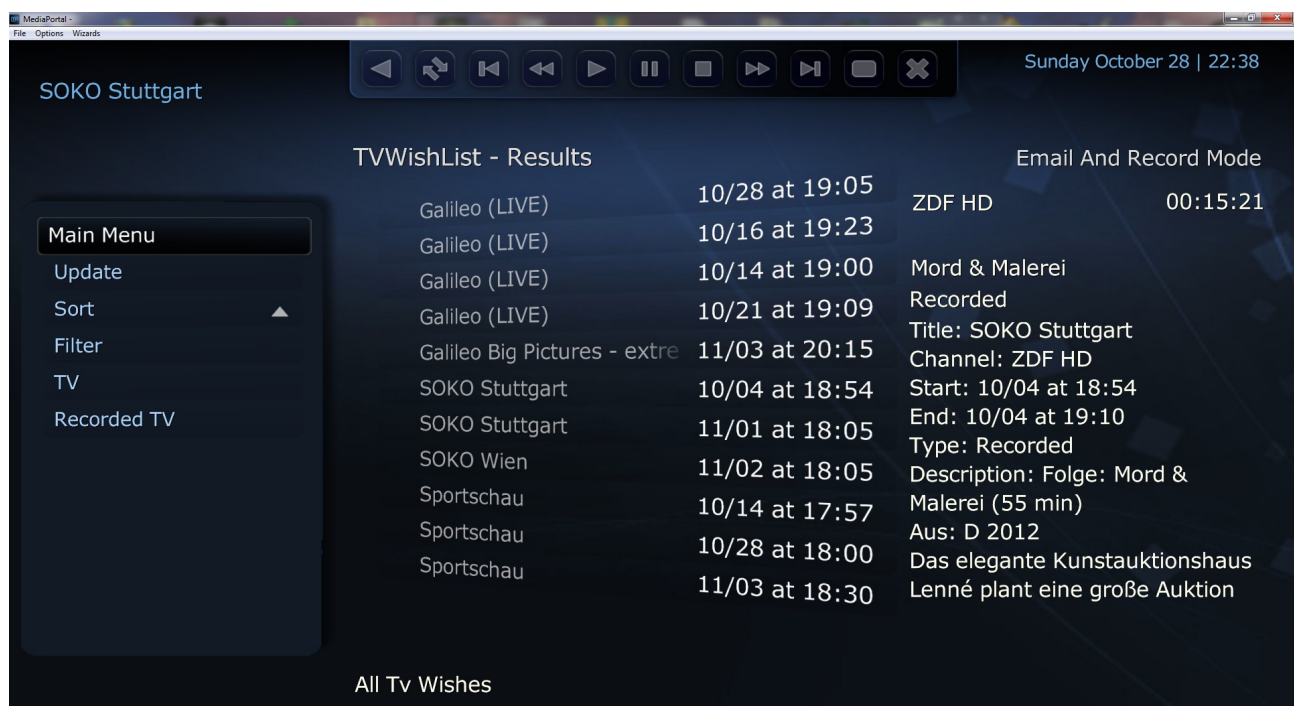 MediaPortal -
File Options Wizards
Sunday October 28 | 22:38
SOKO Stuttgart
TVWishList - Results
Email And Record Mode
Main Menu
Update
Sort
Filter
TV
Recorded TV
Galileo (LIVE) 10/28 at 19:05
Galileo (LIVE) 10/16 at 19:23
Galileo (LIVE) 10/14 at 19:00
Galileo (LIVE) 10/21 at 19:09
Galileo Big Pictures - extre 11/03 at 20:15
SOKO Stuttgart 10/04 at 18:54
SOKO Stuttgart 11/01 at 18:05
SOKO Wien 11/02 at 18:05
Sportschau 10/14 at 17:57
Sportschau 10/28 at 18:00
Sportschau 11/03 at 18:30
ZDF HD 00:15:21
Mord & Malerei
Recorded
Title: SOKO Stuttgart
Channel: ZDF HD
Start: 10/04 at 18:54
End: 10/04 at 19:10
Type: Recorded
Description: Folge: Mord &
Malerei (55 min)
Aus: D 2012
Das elegante Kunstauktionshaus
Lenné plant eine große Auktion
All Tv Wishes